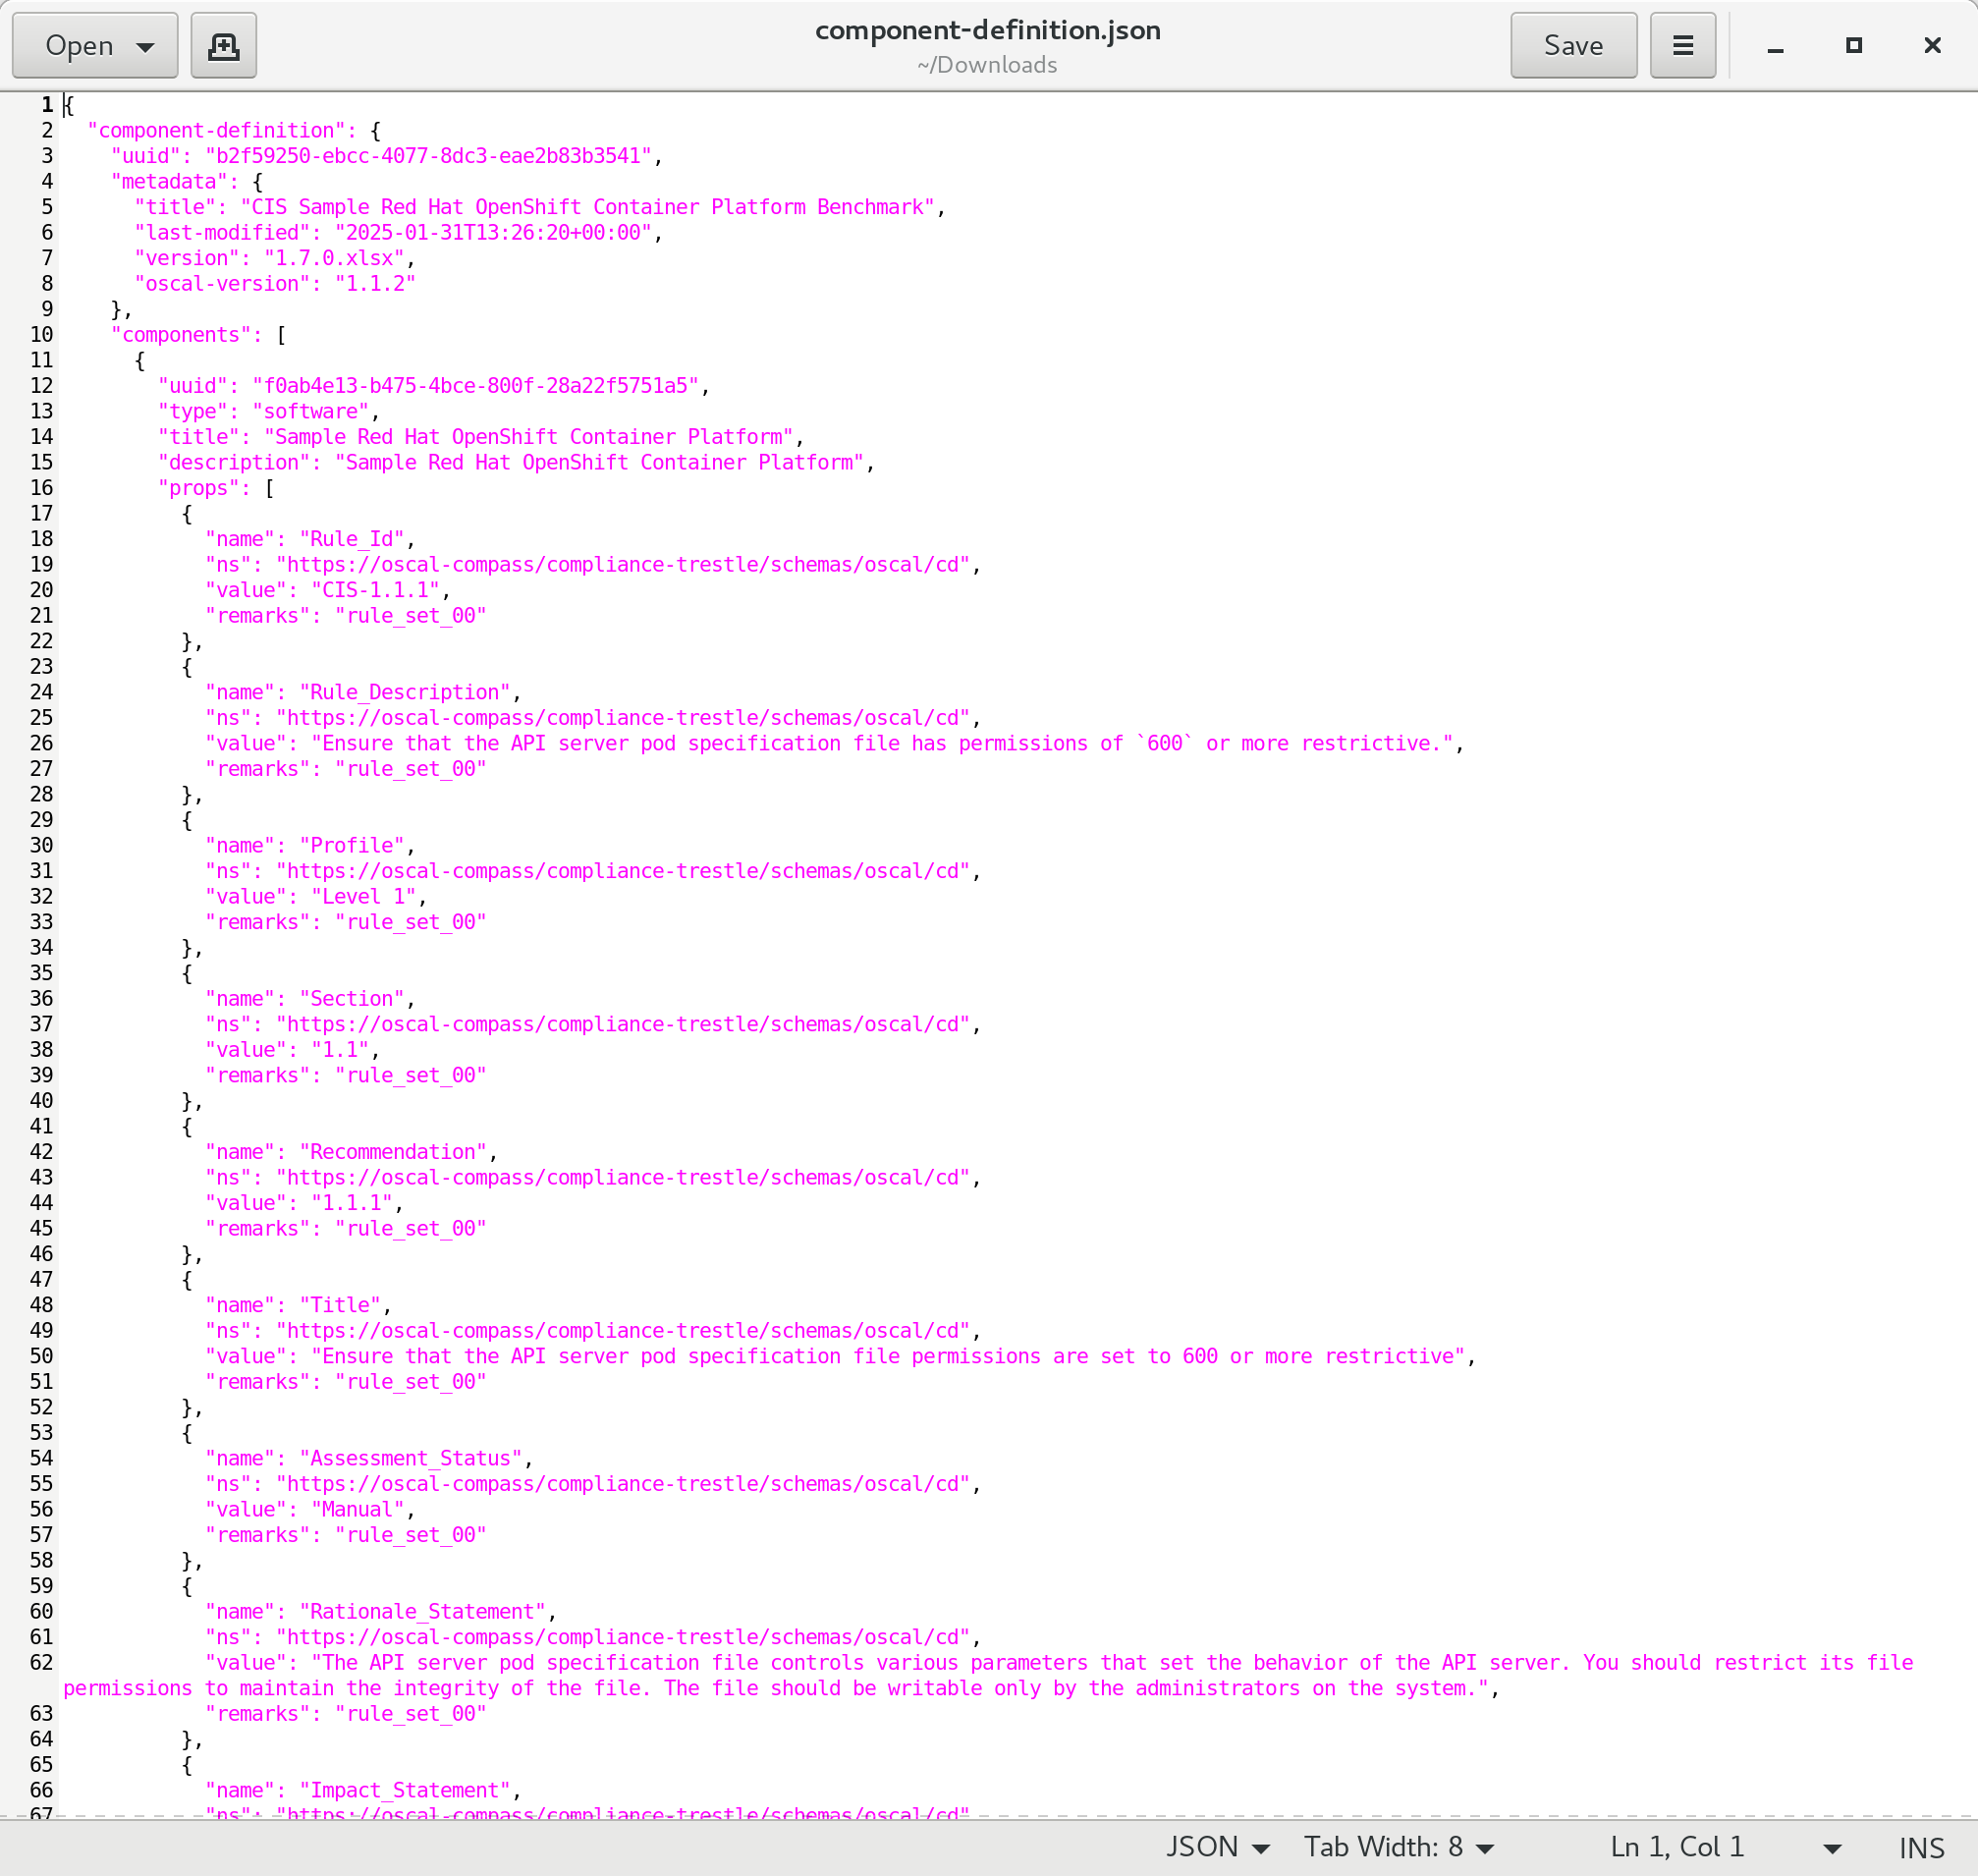 Open
component-definition.json
~/Downloads
Save
1 {
2   "component-definition": {
3     "uuid": "b2f59250-ebcc-4077-8dc3-eae2b83b3541",
4     "metadata": {
5       "title": "CIS Sample Red Hat OpenShift Container Platform Benchmark",
6       "last-modified": "2025-01-31T13:26:20+00:00",
7       "version": "1.7.0.xlsx",
8       "oscal-version": "1.1.2"
9     },
10     "components": [
11       {
12         "uuid": "f0ab4e13-b475-4bce-800f-28a22f5751a5",
13         "type": "software",
14         "title": "Sample Red Hat OpenShift Container Platform",
15         "description": "Sample Red Hat OpenShift Container Platform",
16         "props": [
17           {
18             "name": "Rule_Id",
19             "ns": "https://oscal-compass/compliance-trestle/schemas/oscal/cd",
20             "value": "CIS-1.1.1",
21             "remarks": "rule_set_00"
22           },
23           {
24             "name": "Rule_Description",
25             "ns": "https://oscal-compass/compliance-trestle/schemas/oscal/cd",
26             "value": "Ensure that the API server pod specification file has permissions of `600` or more restrictive.",
27             "remarks": "rule_set_00"
28           },
29           {
30             "name": "Profile",
31             "ns": "https://oscal-compass/compliance-trestle/schemas/oscal/cd",
32             "value": "Level 1",
33             "remarks": "rule_set_00"
34           },
35           {
36             "name": "Section",
37             "ns": "https://oscal-compass/compliance-trestle/schemas/oscal/cd",
38             "value": "1.1",
39             "remarks": "rule_set_00"
40           },
41           {
42             "name": "Recommendation",
43             "ns": "https://oscal-compass/compliance-trestle/schemas/oscal/cd",
44             "value": "1.1.1",
45             "remarks": "rule_set_00"
46           },
47           {
48             "name": "Title",
49             "ns": "https://oscal-compass/compliance-trestle/schemas/oscal/cd",
50             "value": "Ensure that the API server pod specification file permissions are set to 600 or more restrictive",
51             "remarks": "rule_set_00"
52           },
53           {
54             "name": "Assessment_Status",
55             "ns": "https://oscal-compass/compliance-trestle/schemas/oscal/cd",
56             "value": "Manual",
57             "remarks": "rule_set_00"
58           },
59           {
60             "name": "Rationale_Statement",
61             "ns": "https://oscal-compass/compliance-trestle/schemas/oscal/cd",
62             "value": "The API server pod specification file controls various parameters that set the behavior of the API server. You should restrict its file
permissions to maintain the integrity of the file. The file should be writable only by the administrators on the system.",
63             "remarks": "rule_set_00"
64           },
65           {
66             "name": "Impact_Statement",
67             "ns": "https://oscal-compass/compliance-trestle/schemas/oscal/cd"
JSON
Tab Width: 8
Ln 1, Col 1
INS